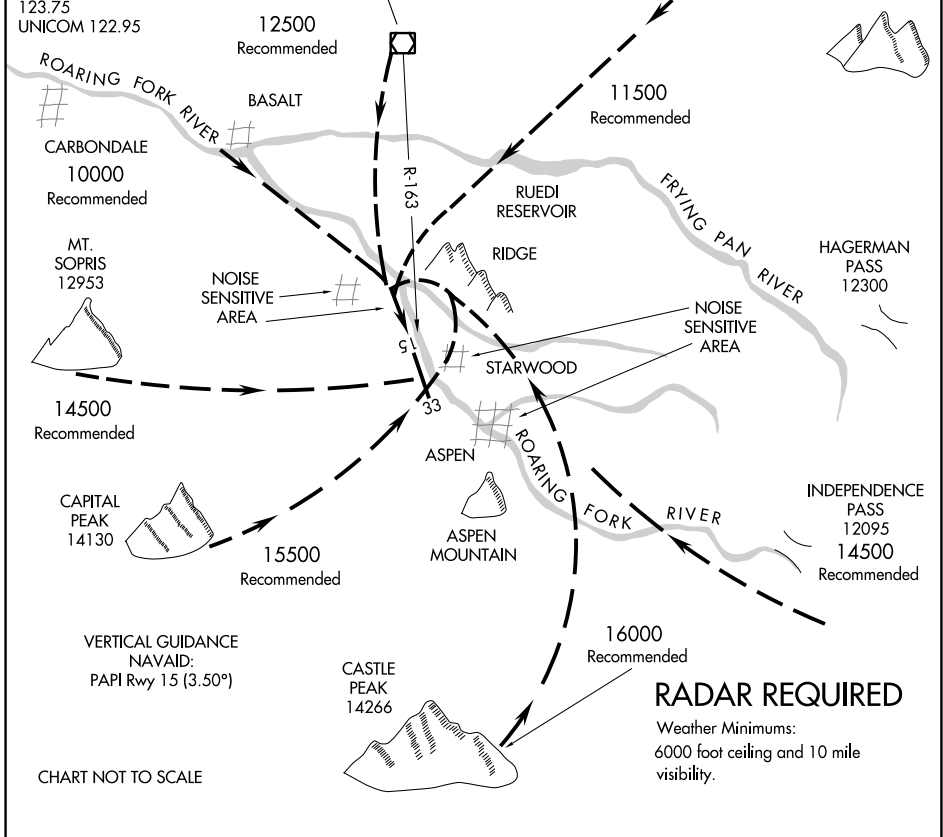 123.75
UNICOM 122.95
12500
Recommended
ROARING FORK RIVER
BASALT
11500
Recommended
CARBONDALE
10000
Recommended
R-163
RUEDI
RESERVOIR
FRYING PAN RIVER
MT.
SOPRIS
12953
NOISE
SENSITIVE
AREA
RIDGE
HAGERMAN
PASS
12300
NOISE
SENSITIVE
AREA
15
STARWOOD
33
14500
Recommended
ASPEN
ROARING FORK RIVER
CAPITAL
PEAK
14130
15500
Recommended
ASPEN
MOUNTAIN
INDEPENDENCE
PASS
12095
14500
Recommended
VERTICAL GUIDANCE
NAVAID:
PAPI Rwy 15 (3.50°)
CASTLE
PEAK
14266
16000
Recommended
RADAR REQUIRED
Weather Minimums:
6000 foot ceiling and 10 mile
visibility.
CHART NOT TO SCALE